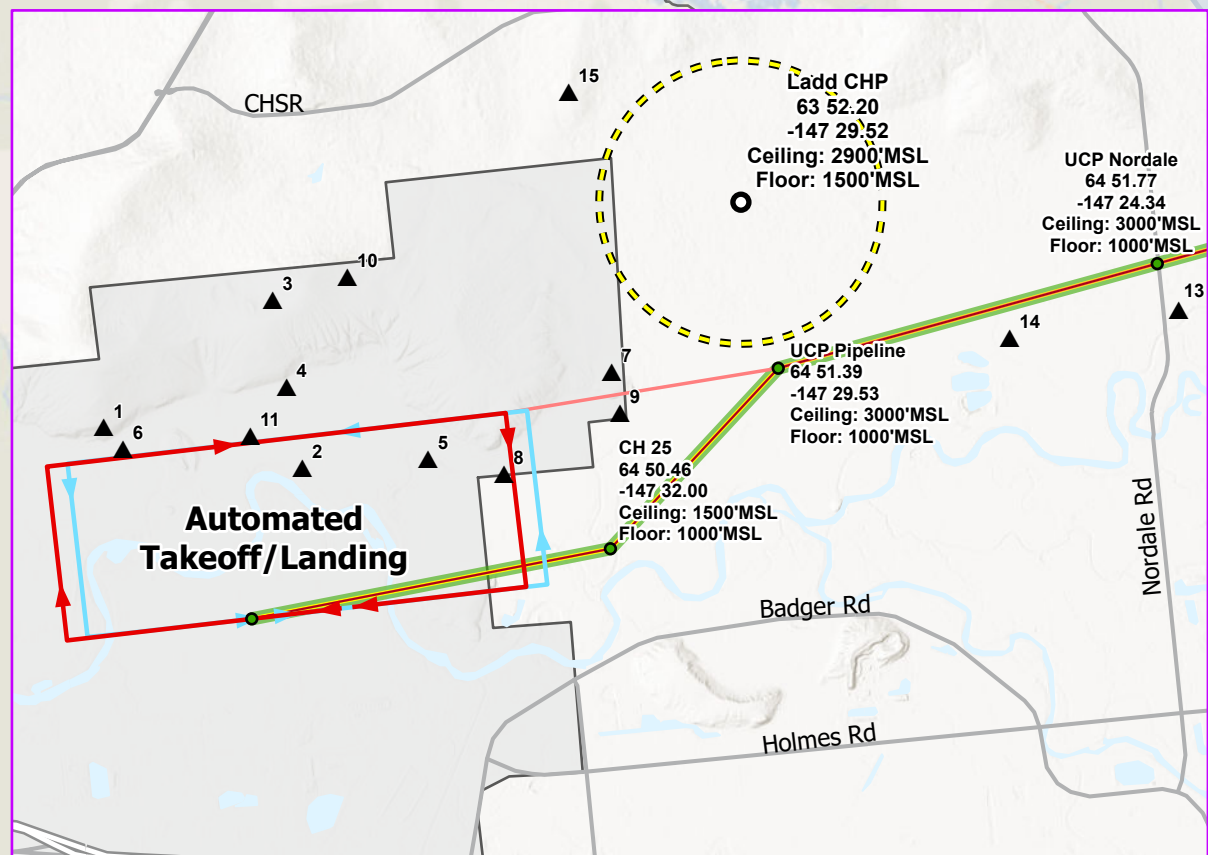 CHSR
15
Ladd CHP
63 52.20
-147 29.52
Ceiling: 2900'MSL
Floor: 1500'MSL
UCP Nordale
64 51.77
-147 24.34
Ceiling: 3000'MSL
Floor: 1000'MSL
10
3
13
14
UCP Pipeline
64 51.39
-147 29.53
Ceiling: 3000'MSL
Floor: 1000'MSL
7
4
9
1
11
6
2
5
8
CH 25
64 50.46
-147 32.00
Ceiling: 1500'MSL
Floor: 1000'MSL
Automated
Takeoff/Landing
Nordale Rd
Badger Rd
Holmes Rd